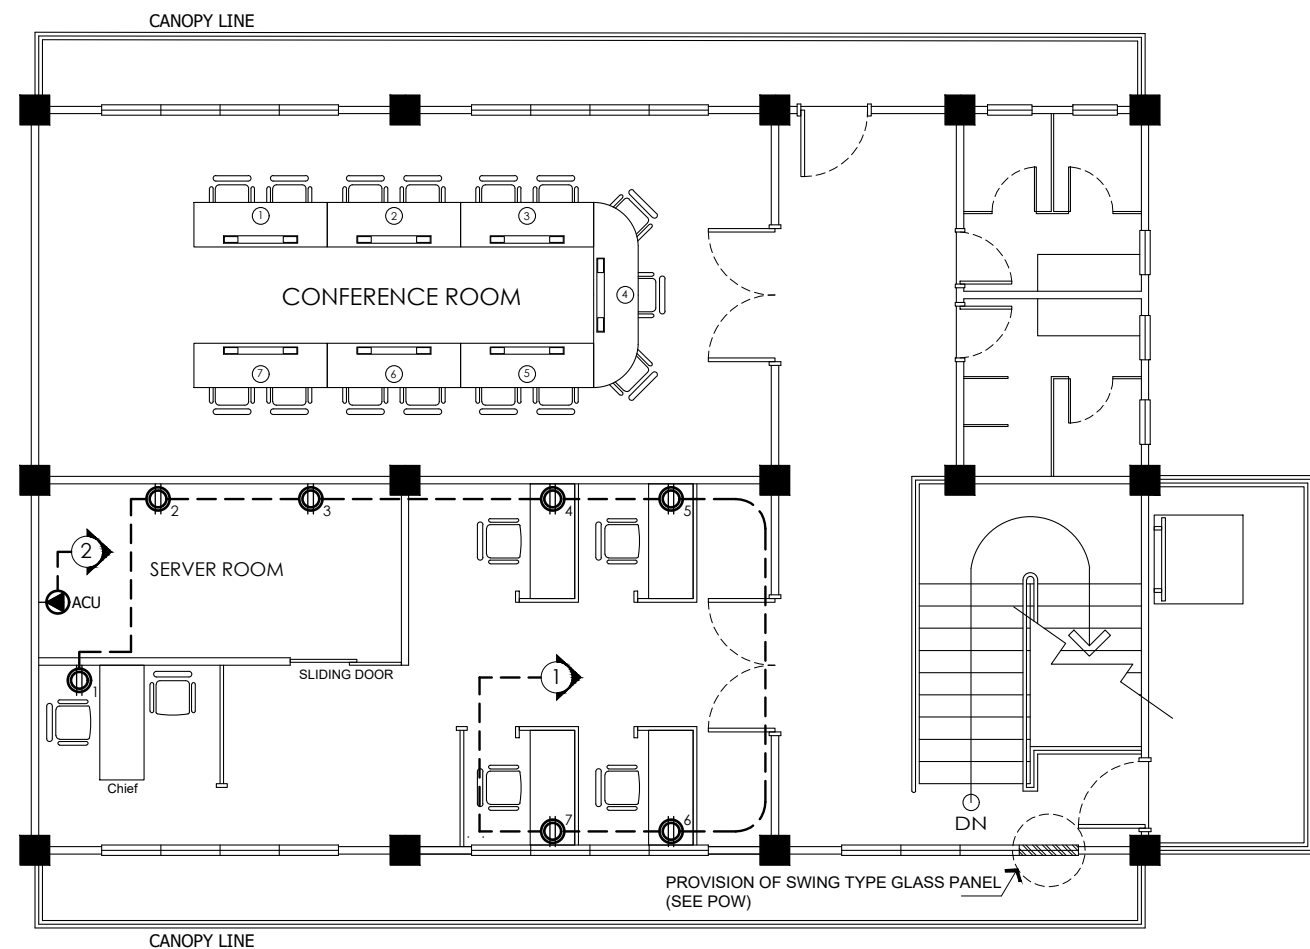 CANOPY LINE
1
2
3
CONFERENCE ROOM
4
7
6
5
2
3
4
5
2
SERVER ROOM
ACU
1
SLIDING DOOR
1
Chief
7
6
DN
PROVISION OF SWING TYPE GLASS PANEL
(SEE POW)
CANOPY LINE